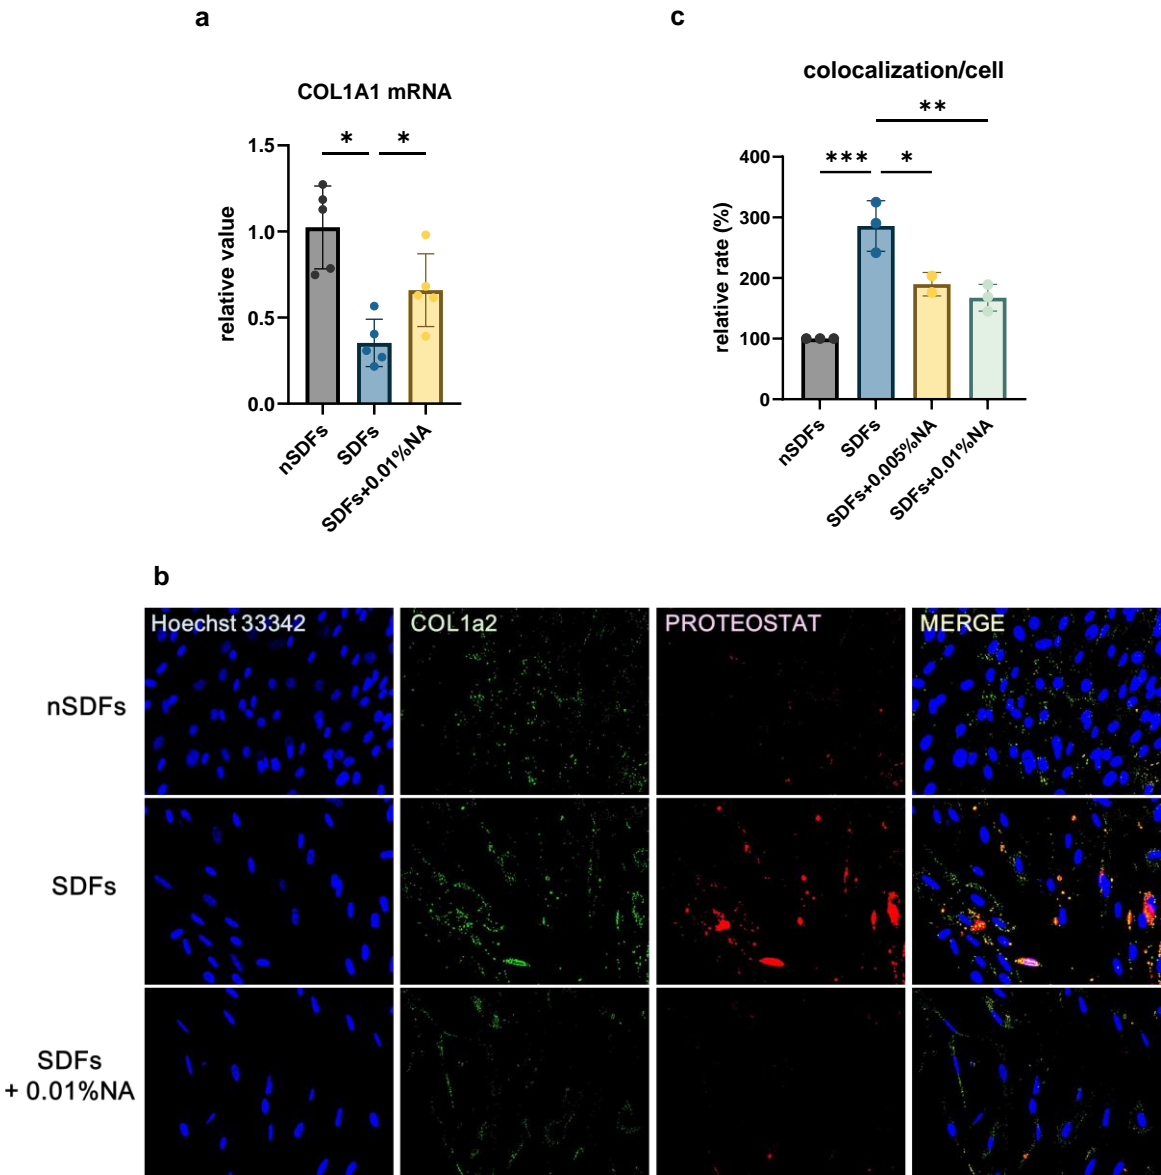 a
COL1A1 mRNA
* *
relative value
1.5
1.0
0.5
0.0
nSDFs
SDFs
SDFs+0.01%NA
c
colocalization/cell
**
*** *
relative rate (%)
400
300
200
100
0
nSDFs
SDFs
SDFs+0.005%NA
SDFs+0.01%NA
b
Hoechst 33342 COL1a2 PROTEOSTAT MERGE
nSDFs
SDFs
SDFs
+ 0.01%NA